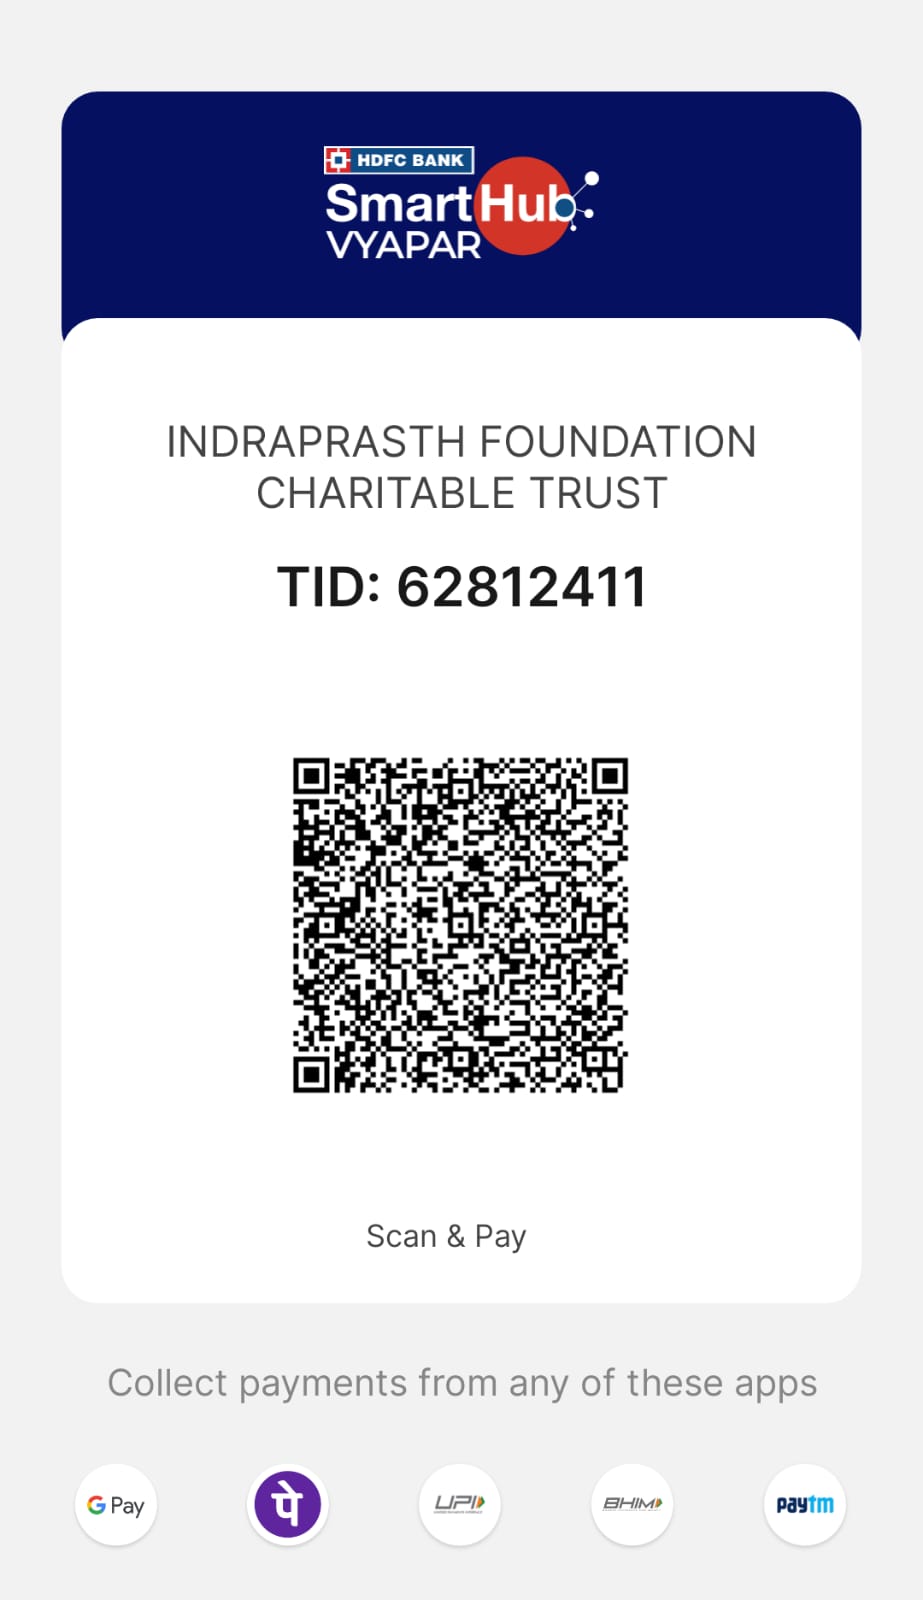 HDFC BANK
SmartHub
VYAPAR
INDRAPRASTH FOUNDATION
CHARITABLE TRUST
TID: 62812411
Scan & Pay
Collect payments from any of these apps
G Pay
पे
UPI
BHIM
paytm